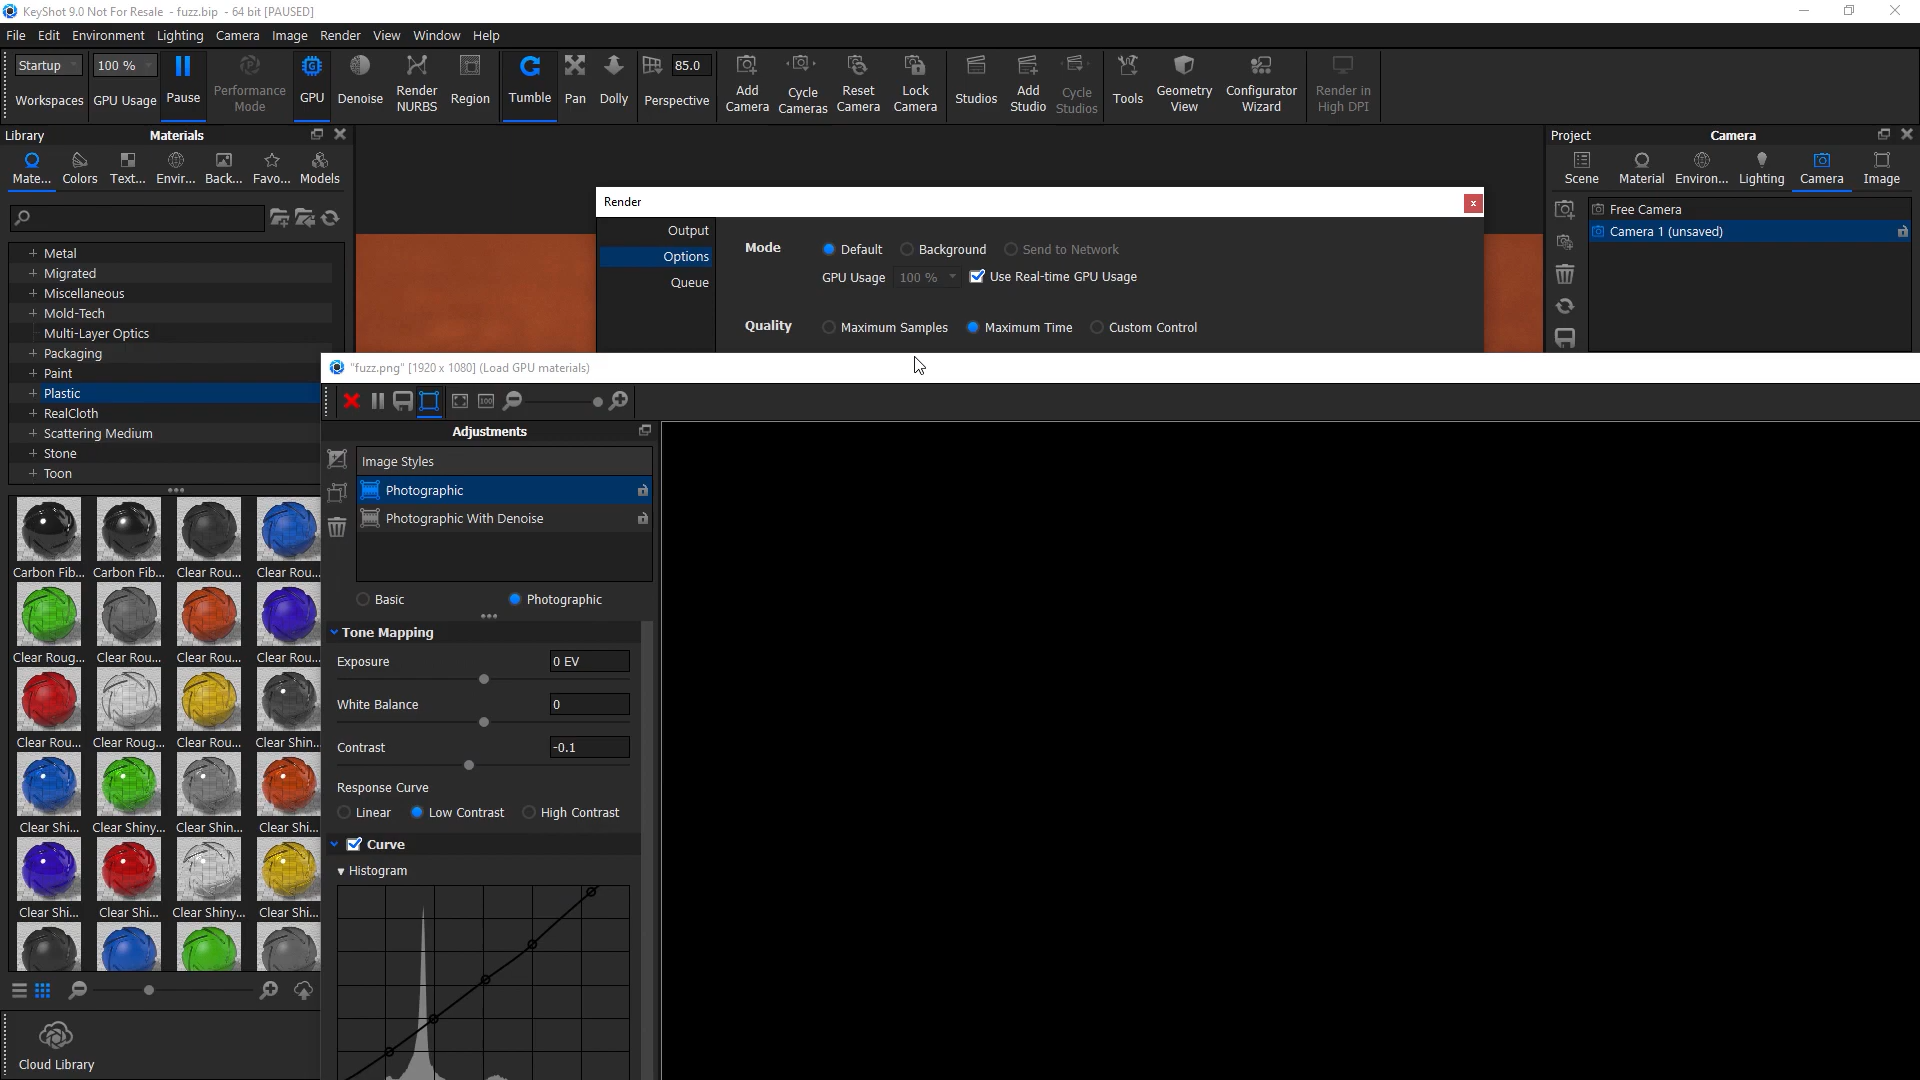 KeyShot 9.0 Not For Resale - fuzz.bip - 64 bit [PAUSED]
File Edit Environment Lighting Camera Image Render View Window Help
Startup 100 % 85.0
Workspaces GPU Usage Pause Performance Mode GPU Denoise Render NURBS Region Tumble Pan Dolly Perspective Add Camera Cycle Cameras Reset Camera Lock Camera Studios Add Studio Cycle Studios Tools Geometry View Configurator Wizard Render in High DPI
Library Materials
Mate... Colors Text... Envir... Back... Favo... Models
Metal
Migrated
Miscellaneous
Mold-Tech
Multi-Layer Optics
Packaging
Paint
Plastic
RealCloth
Scattering Medium
Stone
Toon
Carbon Fib... Carbon Fib... Clear Rou... Clear Rou...
Clear Roug... Clear Rou... Clear Rou... Clear Rou...
Clear Rou... Clear Roug... Clear Rou... Clear Shin...
Clear Shi... Clear Shiny... Clear Shin... Clear Shi...
Clear Shi... Clear Shi... Clear Shiny... Clear Shi...
Cloud Library
Render
Output
Options
Queue
Mode Default Background Send to Network
GPU Usage 100 % Use Real-time GPU Usage
Quality Maximum Samples Maximum Time Custom Control
"fuzz.png" [1920 x 1080] (Load GPU materials)
100
Adjustments
Image Styles
Photographic
Photographic With Denoise
Basic Photographic
Tone Mapping
Exposure 0 EV
White Balance 0
Contrast -0.1
Response Curve
Linear Low Contrast High Contrast
Curve
Histogram
Project Camera
Scene Material Environ... Lighting Camera Image
Free Camera
Camera 1 (unsaved)